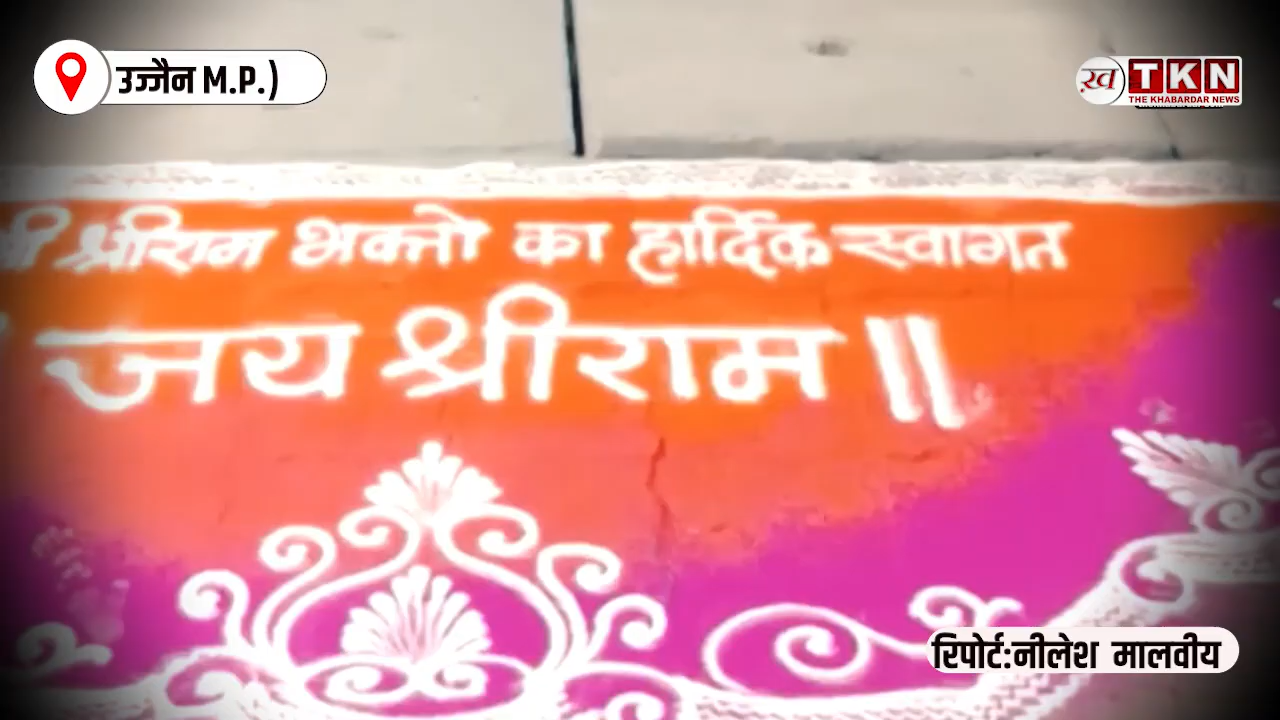 उज्जैन M.P.)
ख़ TKN
THE KHABARDAR NEWS
श्रीराम भक्तो का हार्दिक स्वागत
जय श्रीराम ||
रिपोर्ट:नीलेश मालवीय